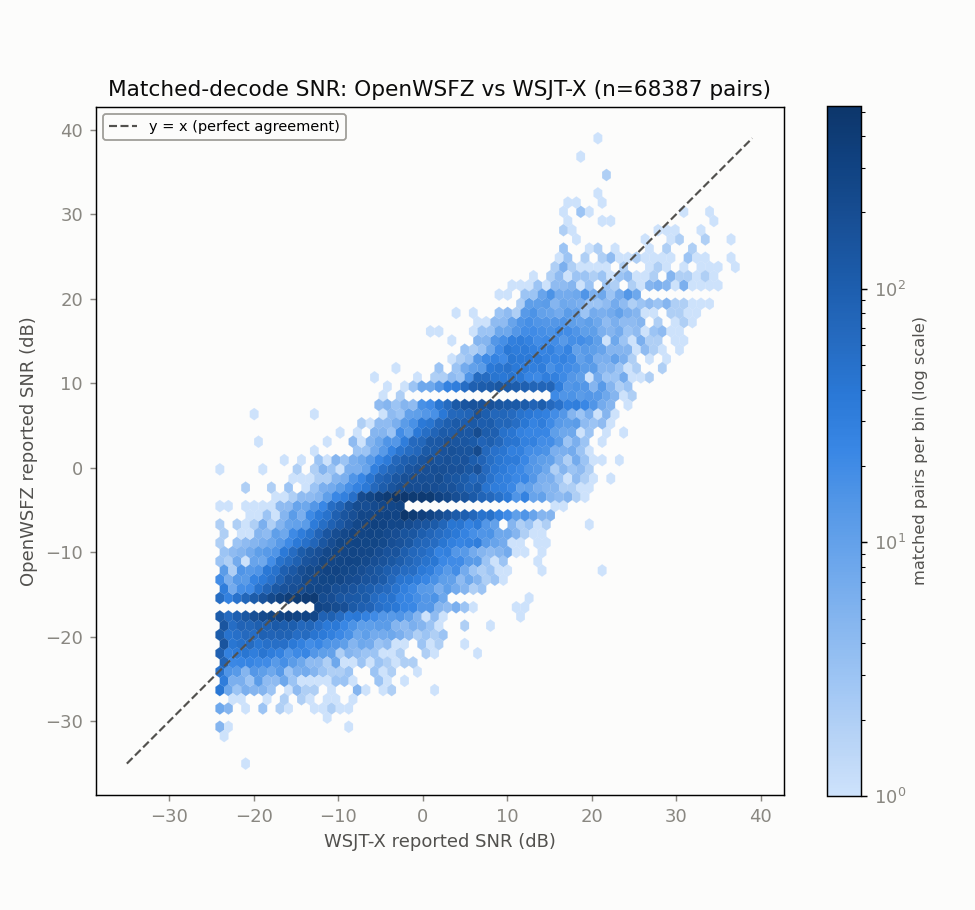 Matched-decode SNR: OpenWSFZ vs WSJT-X (n=68387 pairs)
y = x (perfect agreement)
40
30
20
10
0
−10
−20
−30
OpenWSFZ reported SNR (dB)
−30 −20 −10 0 10 20 30 40
WSJT-X reported SNR (dB)
10²
10¹
10⁰
matched pairs per bin (log scale)